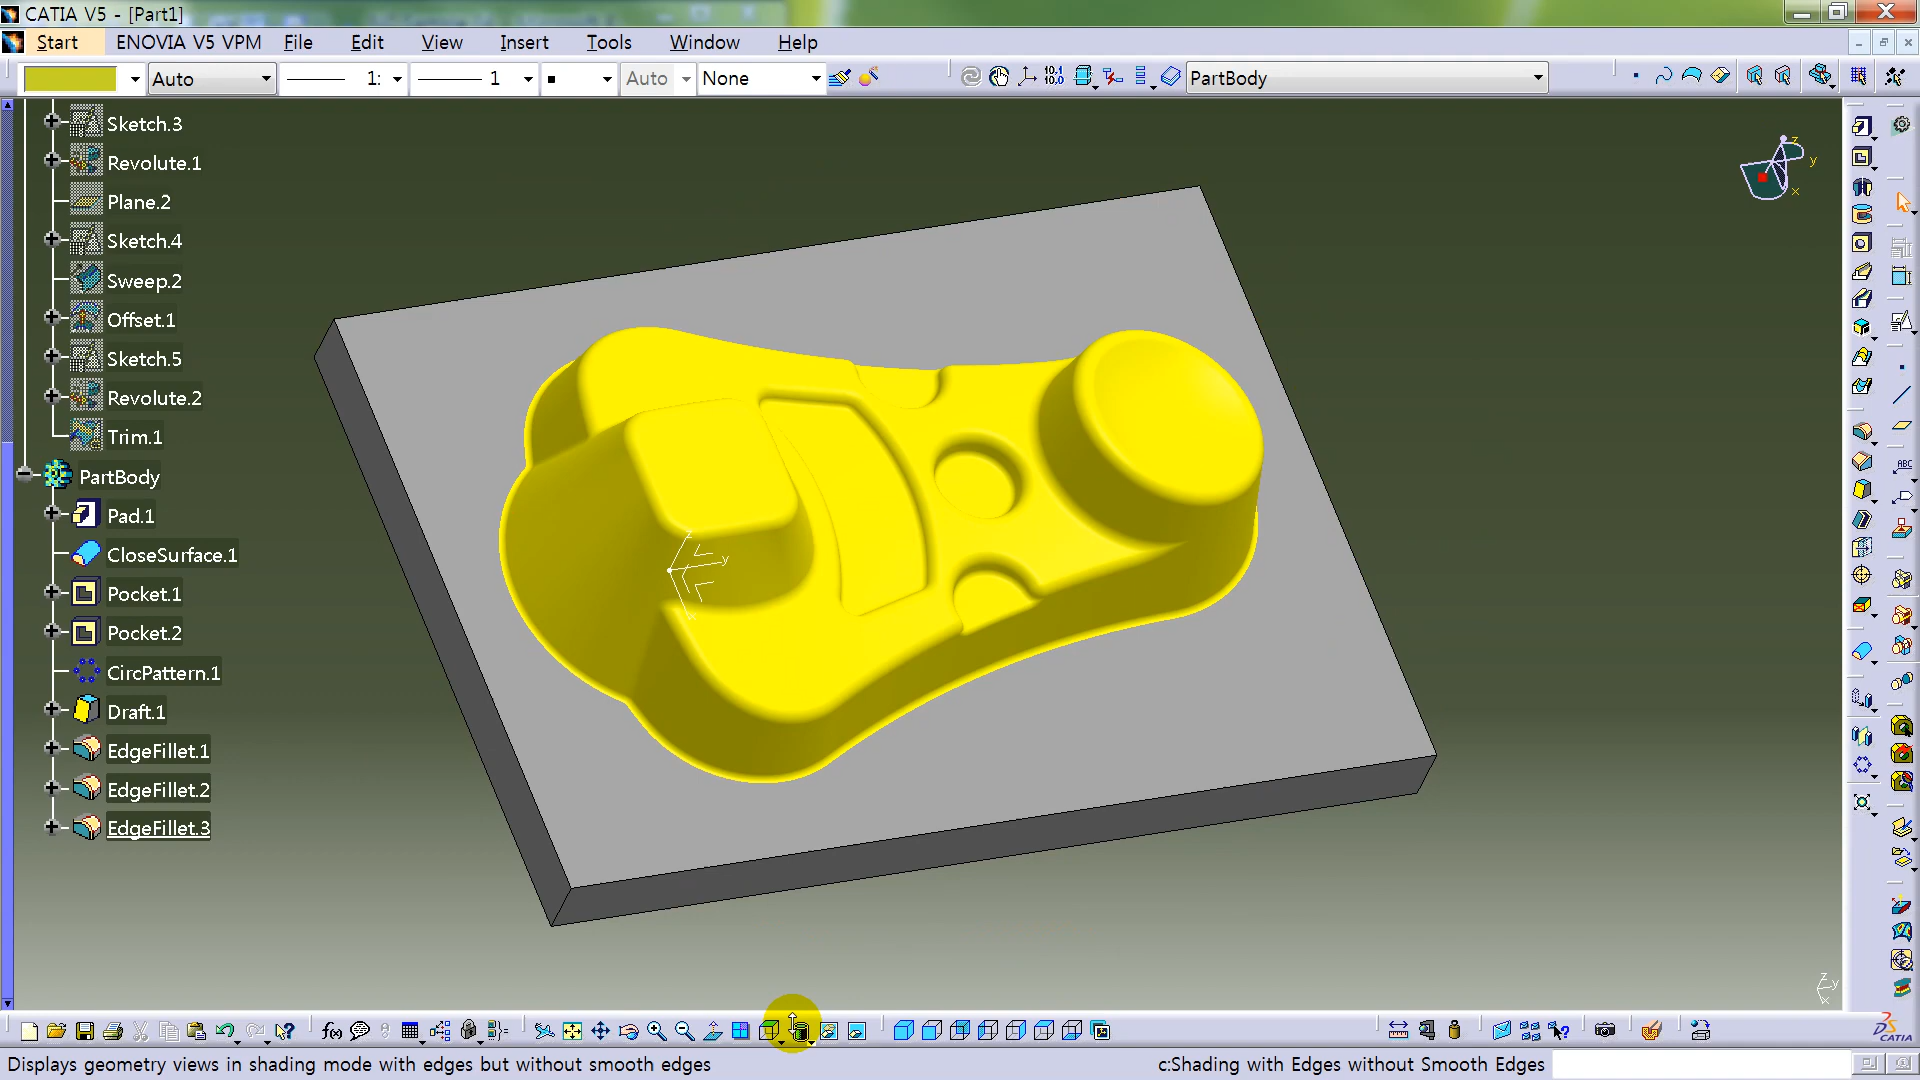 CATIA V5 - [Part1]
Start ENOVIA V5 VPM File Edit View Insert Tools Window Help
Auto 1: 1 Auto None PartBody
Sketch.3
Revolute.1
Plane.2
Sketch.4
Sweep.2
Offset.1
Sketch.5
Revolute.2
Trim.1
PartBody
Pad.1
CloseSurface.1
Pocket.1
Pocket.2
CircPattern.1
Draft.1
EdgeFillet.1
EdgeFillet.2
EdgeFillet.3
z
y
x
z
y
x
z
y
x
ABC
f(x)
CATIA
Displays geometry views in shading mode with edges but without smooth edges
c:Shading with Edges without Smooth Edges